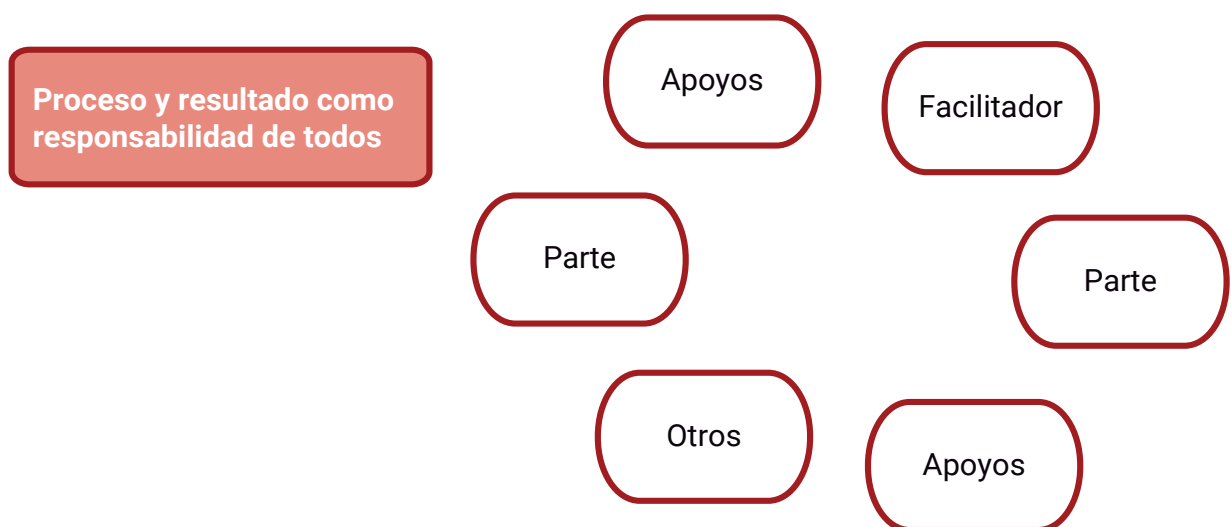 Proceso y resultado como
responsabilidad de todos
Apoyos
Facilitador
Parte
Parte
Otros
Apoyos